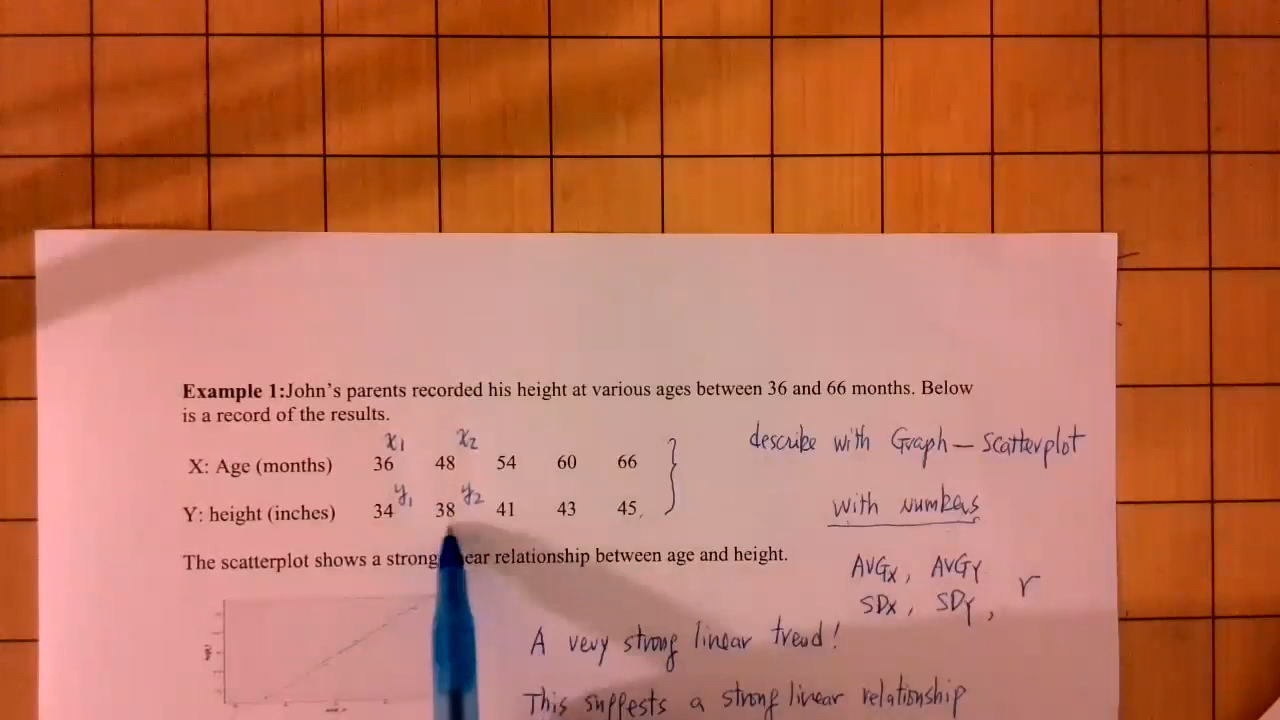 Example 1:John's parents recorded his height at various ages between 36 and 66 months. Below
is a record of the results.
x1 x2
X: Age (months) 36 48 54 60 66
y1 y2
Y: height (inches) 34 38 41 43 45
describe with Graph – scatterplot
with numbers
AVGx, AVGy
SDx, SDy, r
The scatterplot shows a strong relationship between age and height.
A very strong linear trend!
This suggests a strong linear relationship